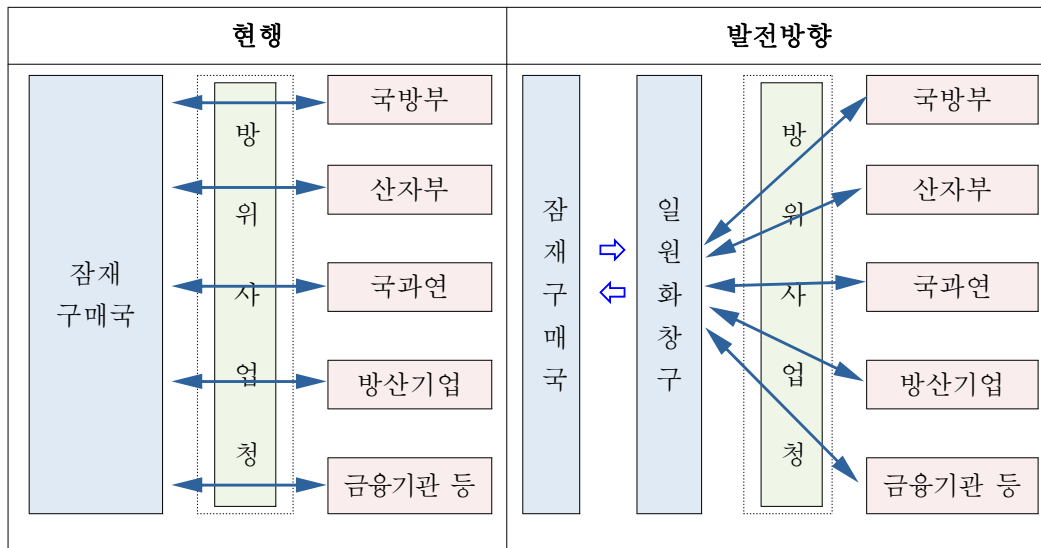 현행
발전방향
잠재
구매국
방위사업청
국방부
산자부
국과연
방산기업
금융기관 등
잠재구매국
일원화창구
방위사업청
국방부
산자부
국과연
방산기업
금융기관 등